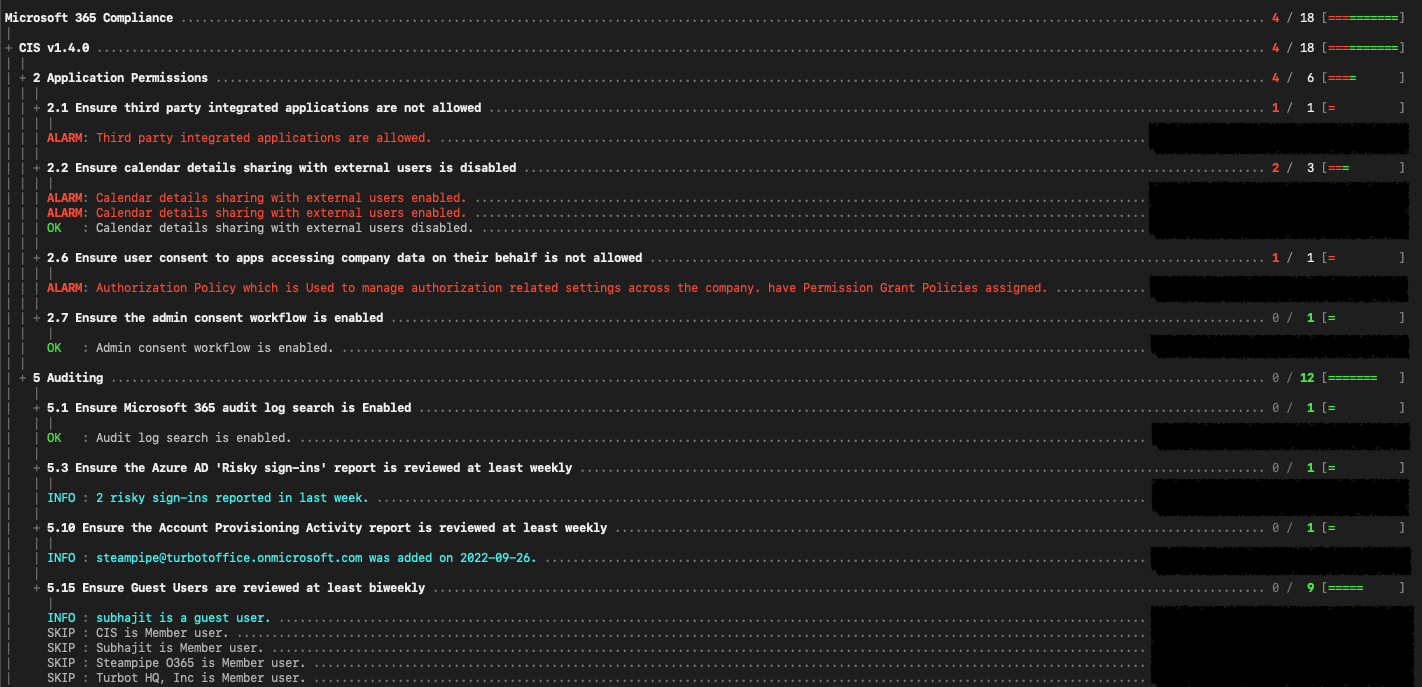 Microsoft 365 Compliance ........ 4 / 18 [==========]
+ CIS v1.4.0 ........ 4 / 18 [==========]
+ 2 Application Permissions ........ 4 / 6 [==== ]
+ 2.1 Ensure third party integrated applications are not allowed ........ 1 / 1 [= ]
ALARM: Third party integrated applications are allowed. ........
+ 2.2 Ensure calendar details sharing with external users is disabled ........ 2 / 3 [=== ]
ALARM: Calendar details sharing with external users enabled. ........
ALARM: Calendar details sharing with external users enabled. ........
OK : Calendar details sharing with external users disabled. ........
+ 2.6 Ensure user consent to apps accessing company data on their behalf is not allowed ........ 1 / 1 [= ]
ALARM: Authorization Policy which is Used to manage authorization related settings across the company. have Permission Grant Policies assigned. ........
+ 2.7 Ensure the admin consent workflow is enabled ........ 0 / 1 [= ]
OK : Admin consent workflow is enabled. ........
+ 5 Auditing ........ 0 / 12 [======= ]
+ 5.1 Ensure Microsoft 365 audit log search is Enabled ........ 0 / 1 [= ]
OK : Audit log search is enabled. ........
+ 5.3 Ensure the Azure AD 'Risky sign-ins' report is reviewed at least weekly ........ 0 / 1 [= ]
INFO : 2 risky sign-ins reported in last week. ........
+ 5.10 Ensure the Account Provisioning Activity report is reviewed at least weekly ........ 0 / 1 [= ]
INFO : steampipe@turbotoffice.onmicrosoft.com was added on 2022-09-26. ........
+ 5.15 Ensure Guest Users are reviewed at least biweekly ........ 0 / 9 [===== ]
INFO : subhajit is a guest user. ........
SKIP : CIS is Member user. ........
SKIP : Subhajit is Member user. ........
SKIP : Steampipe O365 is Member user. ........
SKIP : Turbot HQ, Inc is Member user. ........